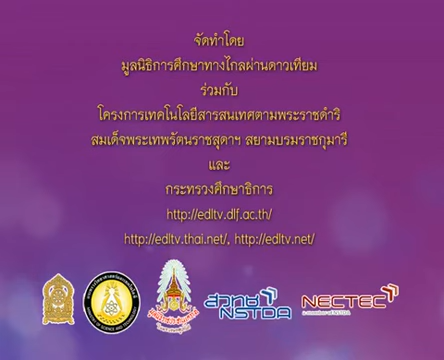 จัดทำโดย
มูลนิธิการศึกษาทางไกลผ่านดาวเทียม
ร่วมกับ
โครงการเทคโนโลยีสารสนเทศตามพระราชดำริ
สมเด็จพระเทพรัตนราชสุดาฯ สยามบรมราชกุมารี
และ
กระทรวงศึกษาธิการ
http://edltv.dlf.ac.th/
http://edltv.thai.net/, http://edltv.net/
สวทช
NSTDA
NECTEC
a member of NSTDA